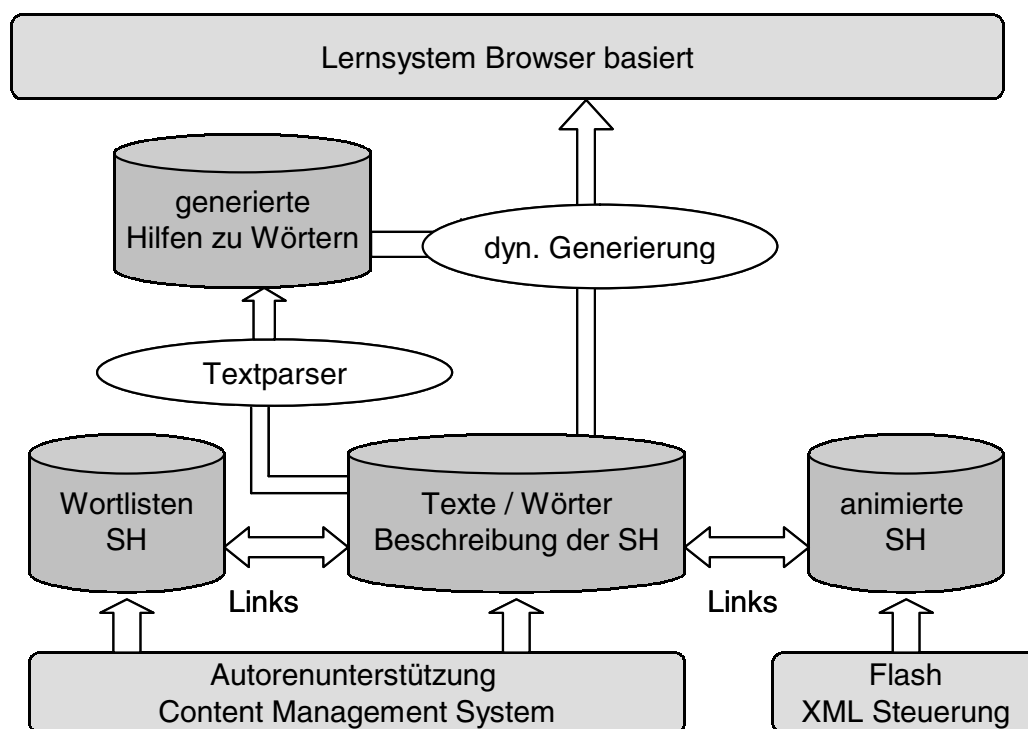 Lernsystem Browser basiert
generierte
Hilfen zu Wörtern
dyn. Generierung
Textparser
Wortlisten
SH
Texte / Wörter
Beschreibung der SH
animierte
SH
Links
Links
Autorenunterstützung
Content Management System
Flash
XML Steuerung